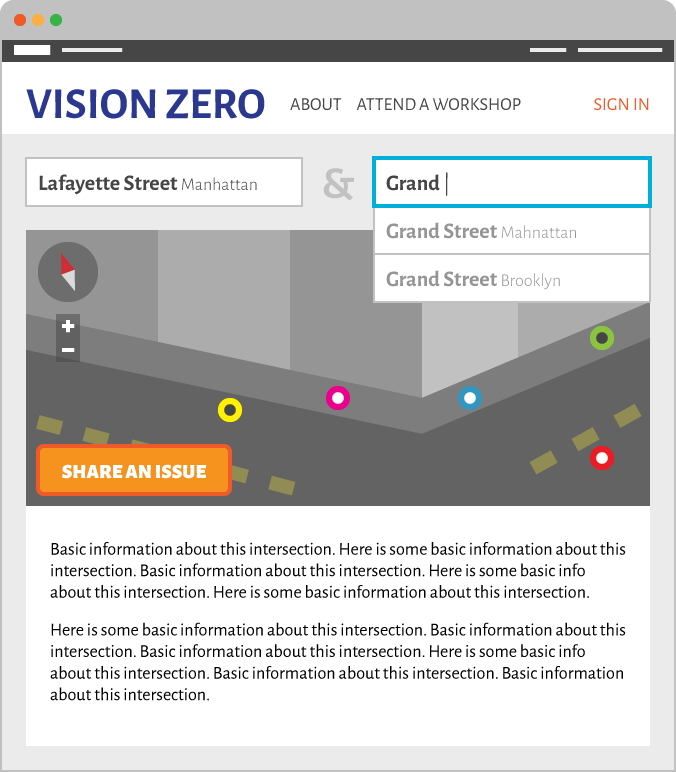 VISION ZERO ABOUT ATTEND A WORKSHOP SIGN IN
Lafayette Street Manhattan & Grand
Grand Street Mahnattan
Grand Street Brooklyn
+
−
SHARE AN ISSUE
Basic information about this intersection. Here is some basic information about this
intersection. Basic information about this intersection. Here is some basic info
about this intersection. Here is some basic information about this intersection.
Here is some basic information about this intersection. Basic information about this
intersection. Basic information about this intersection. Here is some basic info
about this intersection. Basic information about this intersection. Basic information
about this intersection.